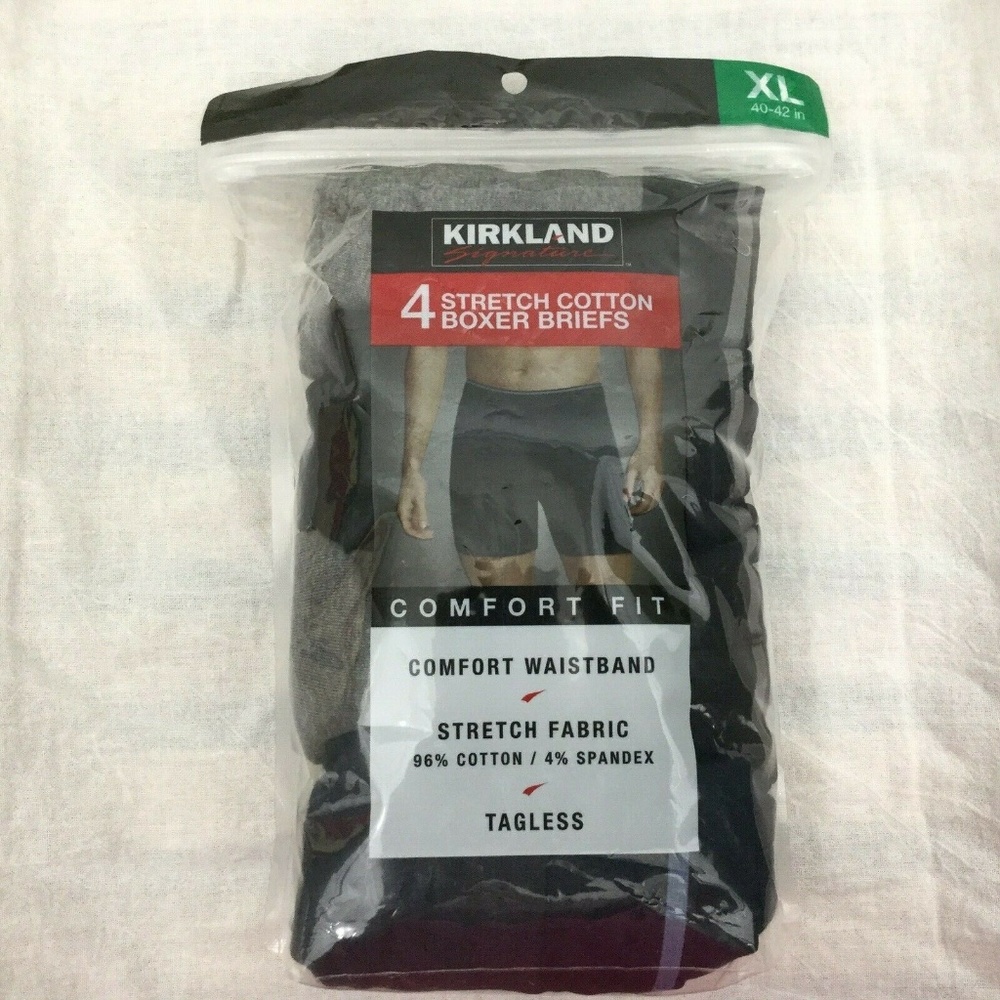 XL
40-42 in
KIRKLAND
Signature™
4 STRETCH COTTON
BOXER BRIEFS
COMFORT FIT
COMFORT WAISTBAND
STRETCH FABRIC
96% COTTON / 4% SPANDEX
TAGLESS